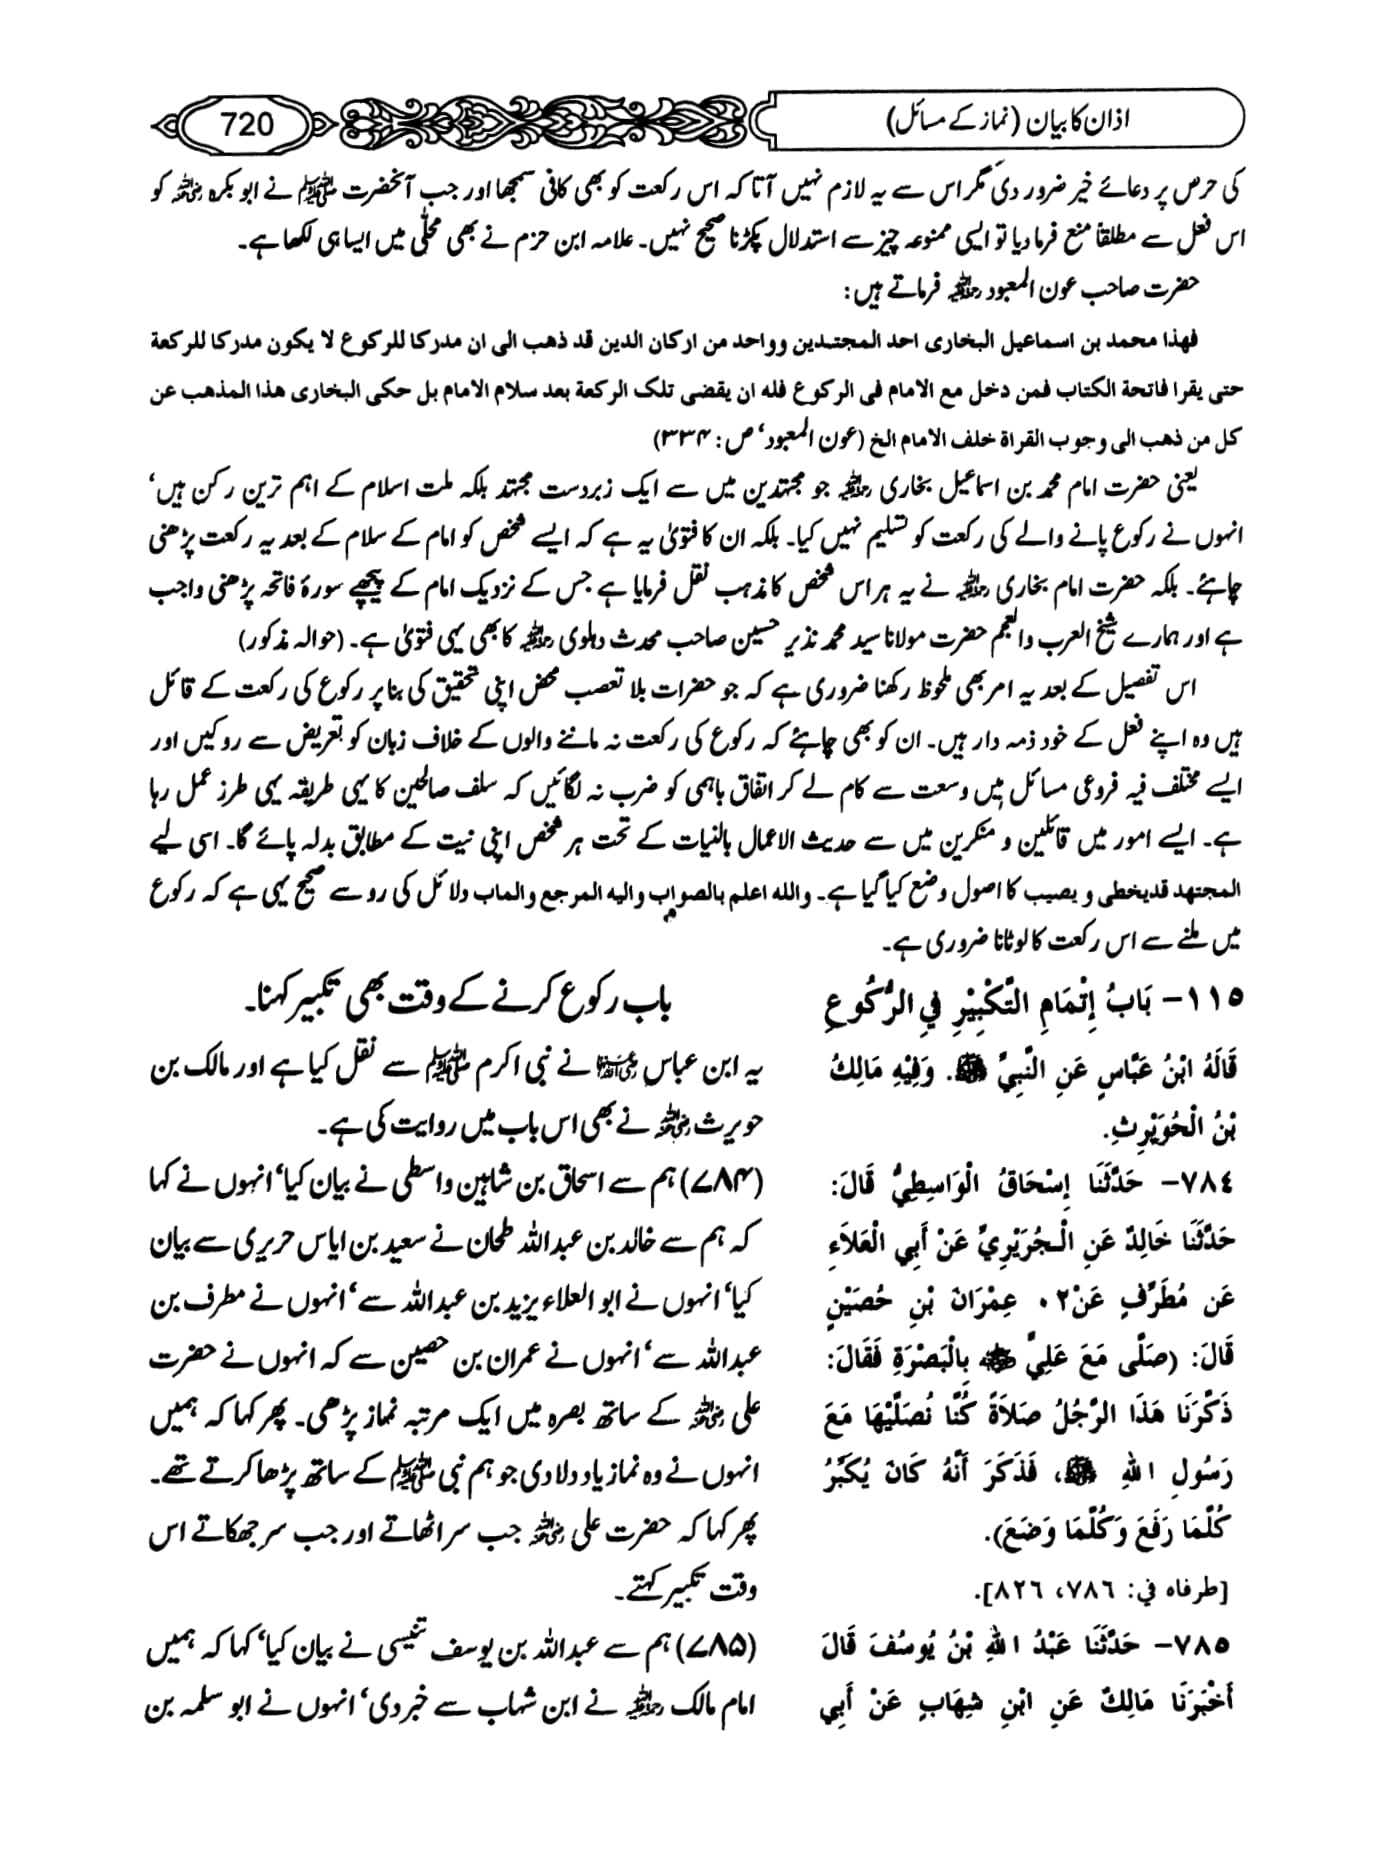 720
اذان کا بیان (نماز کے مسائل)
کی حرص پر دعائے خیر ضرور دی مگر اس سے یہ لازم نہیں آتا کہ اس رکعت کو بھی کافی سمجھا اور جب آنحضرت ﷺ نے ابو بکرہ رضی اللہ عنہ کو
اس فعل سے مطلقاً منع فرما دیا تو ایسی ممنوعہ چیز سے استدلال پکڑنا صحیح نہیں۔ علامہ ابن حزم نے بھی محلّٰی میں ایسا ہی لکھا ہے۔
حضرت صاحب عون المعبود رحمہ اللہ فرماتے ہیں:
فهذا محمد بن اسماعيل البخارى احد المجتهدين وواحد من اركان الدين قد ذهب الى ان مدركا للركوع لا يكون مدركا للركعة
حتى يقرا فاتحة الكتاب فمن دخل مع الامام فى الركوع فله ان يقضى تلك الركعة بعد سلام الامام بل حكى البخارى هذا المذهب عن
كل من ذهب الى وجوب القراة خلف الامام الخ (عون المعبود‘ ص: ۳۳۴)
یعنی حضرت امام محمد بن اسماعیل بخاری رحمہ اللہ جو مجتہدین میں سے ایک زبردست مجتہد بلکہ ملت اسلام کے اہم ترین رکن ہیں‘
انہوں نے رکوع پانے والے کی رکعت کو تسلیم نہیں کیا۔ بلکہ ان کا فتویٰ یہ ہے کہ ایسے شخص کو امام کے سلام کے بعد یہ رکعت پڑھنی
چاہئے۔ بلکہ حضرت امام بخاری رحمہ اللہ نے یہ ہر اس شخص کا مذہب نقل فرمایا ہے جس کے نزدیک امام کے پیچھے سورۂ فاتحہ پڑھنی واجب
ہے اور ہمارے شیخ العرب والعجم حضرت مولانا سید محمد نذیر حسین صاحب محدث دہلوی رحمہ اللہ کا بھی یہی فتویٰ ہے۔ (حوالہ مذکور)
اس تفصیل کے بعد یہ امر بھی ملحوظ رکھنا ضروری ہے کہ جو حضرات بلا تعصب محض اپنی تحقیق کی بنا پر رکوع کی رکعت کے قائل
ہیں وہ اپنے فعل کے خود ذمہ دار ہیں۔ ان کو بھی چاہئے کہ رکوع کی رکعت نہ ماننے والوں کے خلاف زبان کو تعریض سے روکیں اور
ایسے مختلف فیہ فروعی مسائل میں وسعت سے کام لے کر اتفاق باہمی کو ضرب نہ لگائیں کہ سلف صالحین کا یہی طریقہ یہی طرز عمل رہا
ہے۔ ایسے امور میں قائلین و منکرین میں سے حدیث الاعمال بالنیات کے تحت ہر شخص اپنی نیت کے مطابق بدلہ پائے گا۔ اسی لیے
المجتهد قديخطى و يصيب کا اصول وضع کیا گیا ہے۔ والله اعلم بالصواب واليه المرجع والماب دلائل کی رو سے صحیح یہی ہے کہ رکوع
میں ملنے سے اس رکعت کا لوٹانا ضروری ہے۔
١١٥– بَابُ إِتْمَامِ التَّكْبِيْرِ فِي الرُّكُوعِ
قَالَهُ ابْنُ عَبَّاسٍ عَنِ النَّبِيِّ ﷺ. وَفِيْهِ مَالِكُ
بْنُ الْحُوَيْرِثِ.
٧٨٤– حَدَّثَنَا إِسْحَاقُ الْوَاسِطِيُّ قَالَ:
حَدَّثَنَا خَالِدٌ عَنِ الْجُرَيْرِيِّ عَنْ أَبِي الْعَلَاءِ
عَن مُطَرِّفٍ عَنْ٠٢ عِمْرَانَ بْنِ حُصَيْنٍ
قَالَ: (صَلَّى مَعَ عَلِيٍّ رضي الله عنه بِالْبَصْرَةِ فَقَالَ:
ذَكَّرَنَا هَذَا الرَّجُلُ صَلَاةً كُنَّا نُصَلِّيْهَا مَعَ
رَسُولِ اللهِ ﷺ، فَذَكَرَ أَنَّهُ كَانَ يُكَبِّرُ
كُلَّمَا رَفَعَ وَكُلَّمَا وَضَعَ).
[طرفاه في: ٧٨٦، ٨٢٦].
٧٨٥– حَدَّثَنَا عَبْدُ اللهِ بْنُ يُوسُفَ قَالَ
أَخْبَرَنَا مَالِكٌ عَنِ ابْنِ شِهَابٍ عَنْ أَبِي
باب رکوع کرنے کے وقت بھی تکبیر کہنا۔
یہ ابن عباس رضی اللہ عنہما نے نبی اکرم ﷺ سے نقل کیا ہے اور مالک بن
حویرث رضی اللہ عنہ نے بھی اس باب میں روایت کی ہے۔
(۷۸۴) ہم سے اسحاق بن شاہین واسطی نے بیان کیا‘ انہوں نے کہا
کہ ہم سے خالد بن عبداللہ طحان نے سعید بن ایاس حریری سے بیان
کیا‘ انہوں نے ابوالعلاء یزید بن عبداللہ سے‘ انہوں نے مطرف بن
عبداللہ سے‘ انہوں نے عمران بن حصین سے کہ انہوں نے حضرت
علی رضی اللہ عنہ کے ساتھ بصرہ میں ایک مرتبہ نماز پڑھی۔ پھر کہا کہ ہمیں
انہوں نے وہ نماز یاد دلا دی جو ہم نبی ﷺ کے ساتھ پڑھا کرتے تھے۔
پھر کہا کہ حضرت علی رضی اللہ عنہ جب سر اٹھاتے اور جب سر جھکاتے اس
وقت تکبیر کہتے۔
(۷۸۵) ہم سے عبداللہ بن یوسف تنیسی نے بیان کیا‘ کہا کہ ہمیں
امام مالک رحمہ اللہ نے ابن شہاب سے خبر دی‘ انہوں نے ابو سلمہ بن